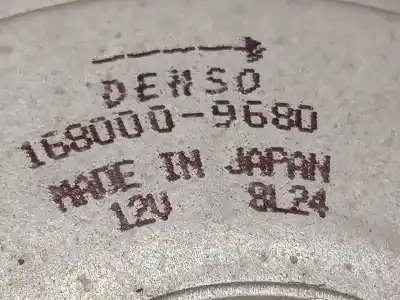 DENSO
168000-9680
MADE IN JAPAN
12V 8L24